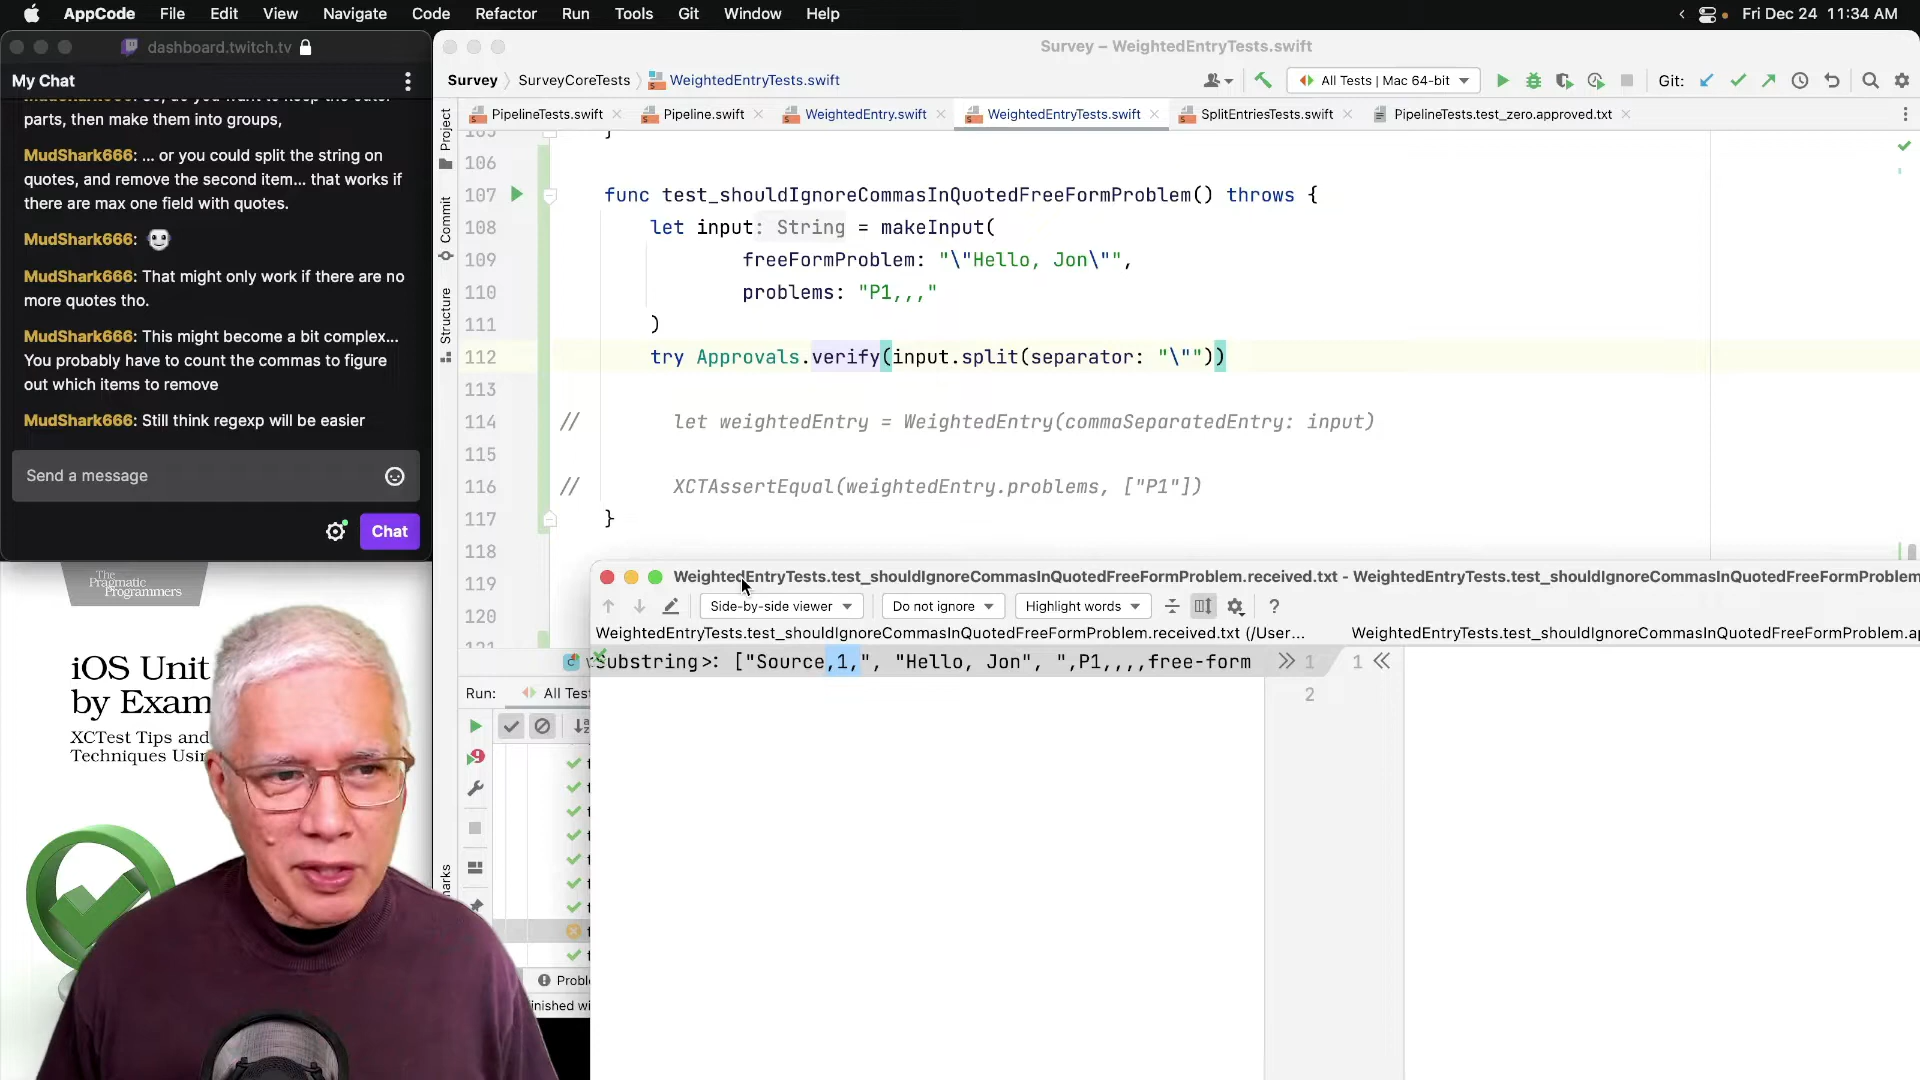 AppCode File Edit View Navigate Code Refactor Run Tools Git Window Help
Fri Dec 24 11:34 AM
dashboard.twitch.tv
My Chat
parts, then make them into groups,
MudShark666: ... or you could split the string on
quotes, and remove the second item... that works if
there are max one field with quotes.
MudShark666:
MudShark666: That might only work if there are no
more quotes tho.
MudShark666: This might become a bit complex...
You probably have to count the commas to figure
out which items to remove
MudShark666: Still think regexp will be easier
Send a message
Chat
The
Pragmatic
Programmers
iOS Unit
by Exam
XCTest Tips and
Techniques Usin
Survey – WeightedEntryTests.swift
Survey SurveyCoreTests WeightedEntryTests.swift
All Tests | Mac 64-bit
Git:
PipelineTests.swift Pipeline.swift WeightedEntry.swift WeightedEntryTests.swift SplitEntriesTests.swift PipelineTests.test_zero.approved.txt
Project
Commit
Structure
106
107 func test_shouldIgnoreCommasInQuotedFreeFormProblem() throws {
108 let input: String = makeInput(
109 freeFormProblem: "\"Hello, Jon\"",
110 problems: "P1,,,"
111 )
112 try Approvals.verify(input.split(separator: "\""))
113
114 // let weightedEntry = WeightedEntry(commaSeparatedEntry: input)
115
116 // XCTAssertEqual(weightedEntry.problems, ["P1"])
117 }
118
119
120
WeightedEntryTests.test_shouldIgnoreCommasInQuotedFreeFormProblem.received.txt - WeightedEntryTests.test_shouldIgnoreCommasInQuotedFreeFormProblem
Side-by-side viewer Do not ignore Highlight words ?
WeightedEntryTests.test_shouldIgnoreCommasInQuotedFreeFormProblem.received.txt (/User...
WeightedEntryTests.test_shouldIgnoreCommasInQuotedFreeFormProblem.ap
Substring>: ["Source,1,", "Hello, Jon", ",P1,,,,free-form 1 1
2
Run: All Tes
Proble
inished wi